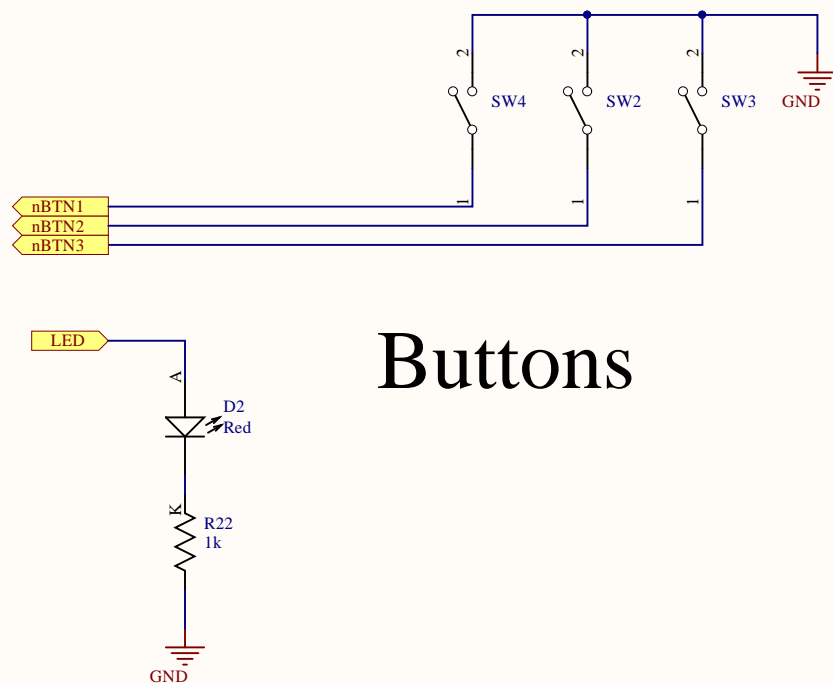 2
2
2
SW4
SW2
SW3
GND
1
1
1
nBTN1
nBTN2
nBTN3
LED
Buttons
A
D2
Red
K
R22
1k
GND